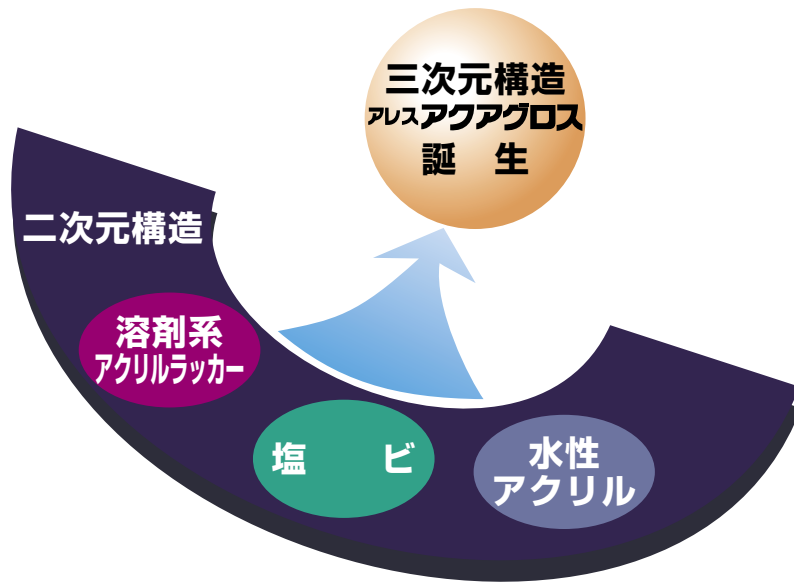 三次元構造
アレスアクアグロス
誕　生
二次元構造
溶剤系
アクリルラッカー
塩　ビ
水性
アクリル